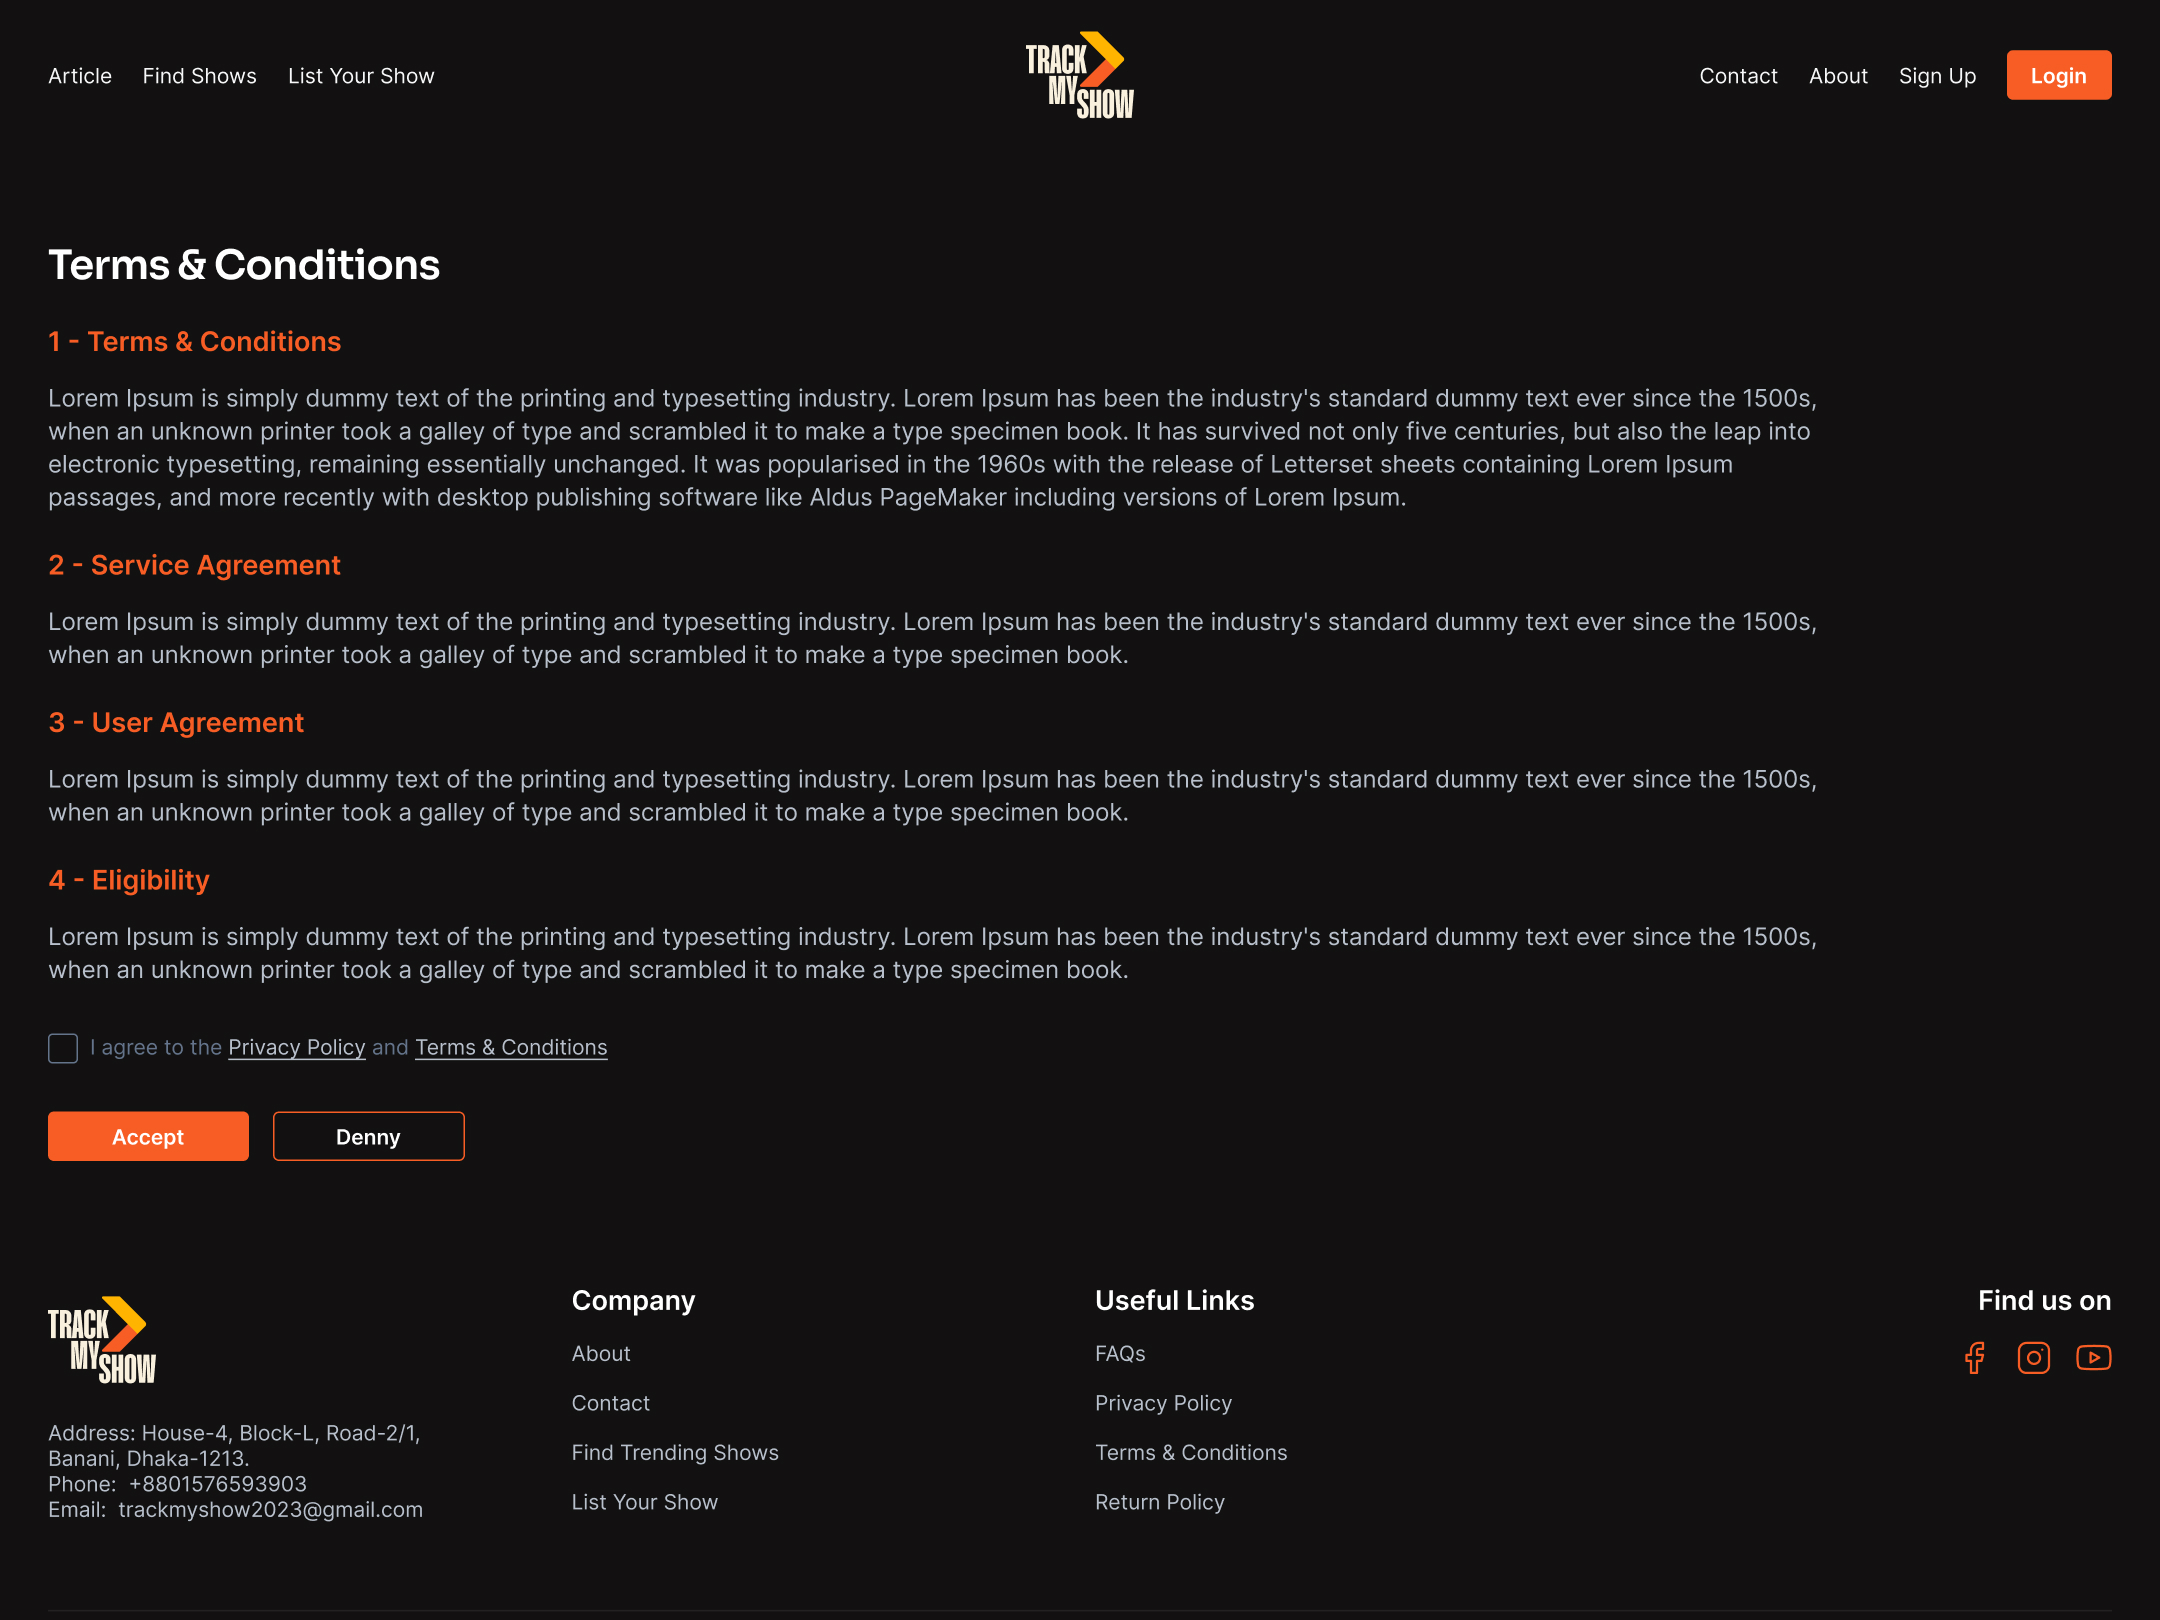 Article
Find Shows
List Your Show
TRACK
MY
SHOW
Contact
About
Sign Up
Login
Terms & Conditions
1 - Terms & Conditions
Lorem Ipsum is simply dummy text of the printing and typesetting industry. Lorem Ipsum has been the industry's standard dummy text ever since the 1500s,
when an unknown printer took a galley of type and scrambled it to make a type specimen book. It has survived not only five centuries, but also the leap into
electronic typesetting, remaining essentially unchanged. It was popularised in the 1960s with the release of Letterset sheets containing Lorem Ipsum
passages, and more recently with desktop publishing software like Aldus PageMaker including versions of Lorem Ipsum.
2 - Service Agreement
Lorem Ipsum is simply dummy text of the printing and typesetting industry. Lorem Ipsum has been the industry's standard dummy text ever since the 1500s,
when an unknown printer took a galley of type and scrambled it to make a type specimen book.
3 - User Agreement
Lorem Ipsum is simply dummy text of the printing and typesetting industry. Lorem Ipsum has been the industry's standard dummy text ever since the 1500s,
when an unknown printer took a galley of type and scrambled it to make a type specimen book.
4 - Eligibility
Lorem Ipsum is simply dummy text of the printing and typesetting industry. Lorem Ipsum has been the industry's standard dummy text ever since the 1500s,
when an unknown printer took a galley of type and scrambled it to make a type specimen book.
I agree to the Privacy Policy and Terms & Conditions
Accept
Denny
TRACK
MY
SHOW
Address: House-4, Block-L, Road-2/1,
Banani, Dhaka-1213.
Phone: +8801576593903
Email: trackmyshow2023@gmail.com
Company
About
Contact
Find Trending Shows
List Your Show
Useful Links
FAQs
Privacy Policy
Terms & Conditions
Return Policy
Find us on